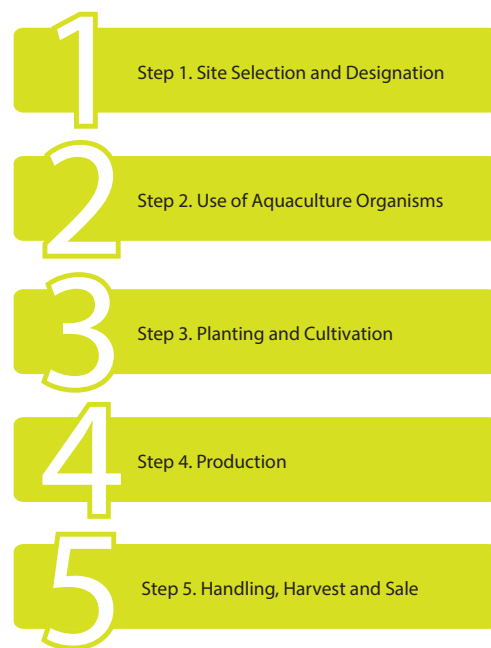 1
Step 1. Site Selection and Designation
2
Step 2. Use of Aquaculture Organisms
3
Step 3. Planting and Cultivation
4
Step 4. Production
5
Step 5. Handling, Harvest and Sale